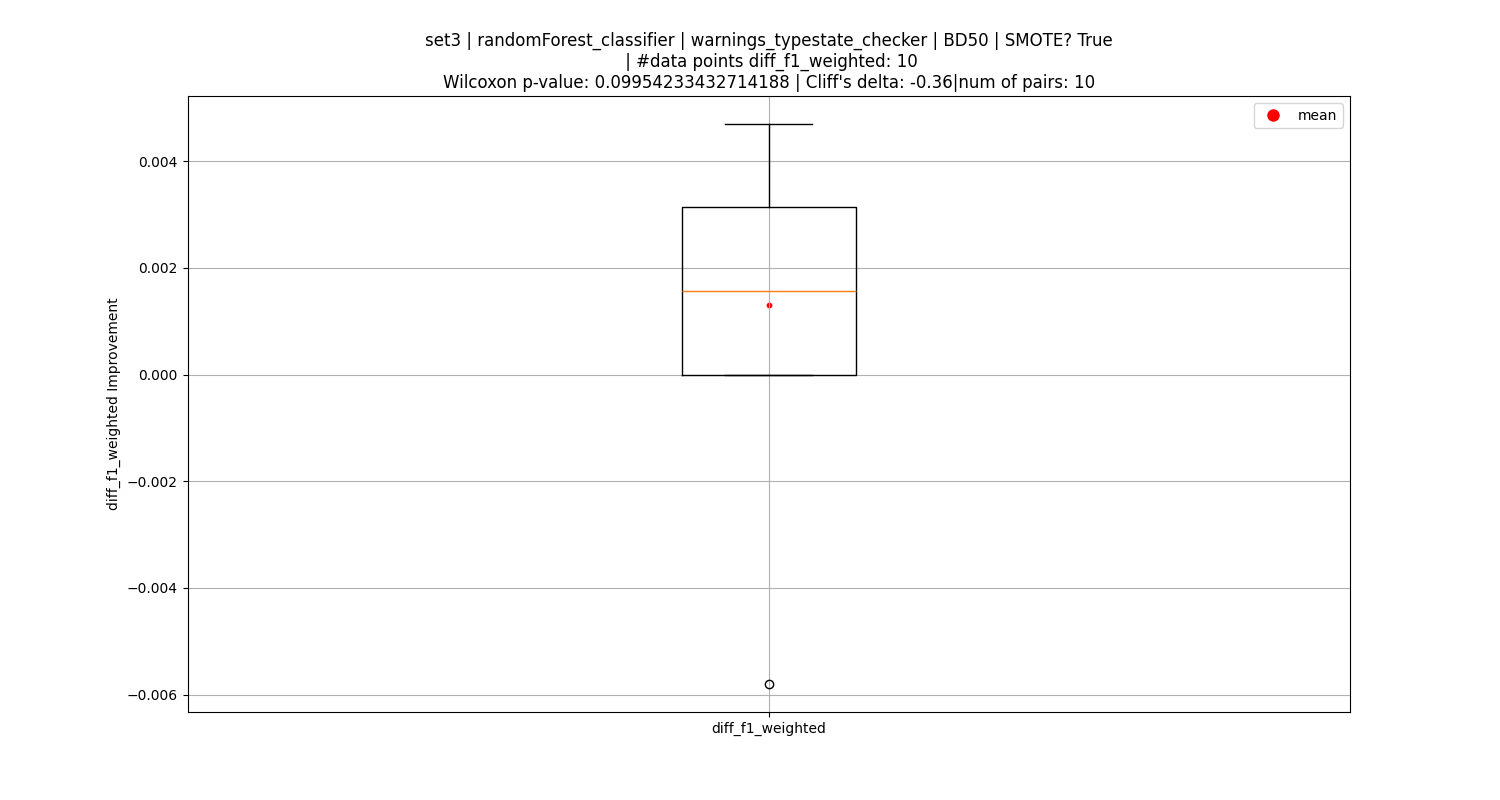 set3 | randomForest_classifier | warnings_typestate_checker | BD50 | SMOTE? True
| #data points diff_f1_weighted: 10
Wilcoxon p-value: 0.09954233432714188 | Cliff's delta: -0.36|num of pairs: 10
mean
0.004
0.002
0.000
−0.002
−0.004
−0.006
diff_f1_weighted Improvement
diff_f1_weighted